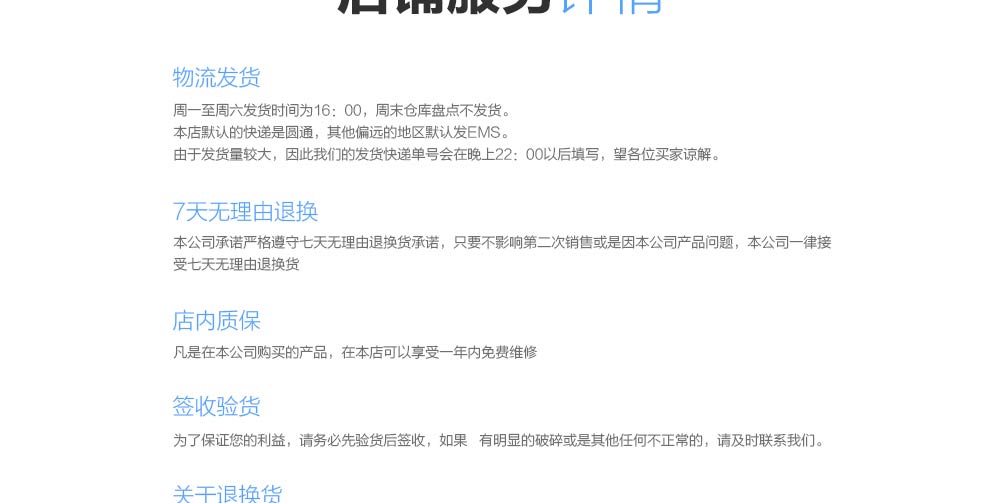 店铺服务详情
物流发货
周一至周六发货时间为16：00，周末仓库盘点不发货。
本店默认的快递是圆通，其他偏远的地区默认发EMS。
由于发货量较大，因此我们的发货快递单号会在晚上22：00以后填写，望各位买家谅解。
7天无理由退换
本公司承诺严格遵守七天无理由退换货承诺，只要不影响第二次销售或是因本公司产品问题，本公司一律接
受七天无理由退换货
店内质保
凡是在本公司购买的产品，在本店可以享受一年内免费维修
签收验货
为了保证您的利益，请务必先验货后签收，如果 有明显的破碎或是其他任何不正常的，请及时联系我们。
关于退换货